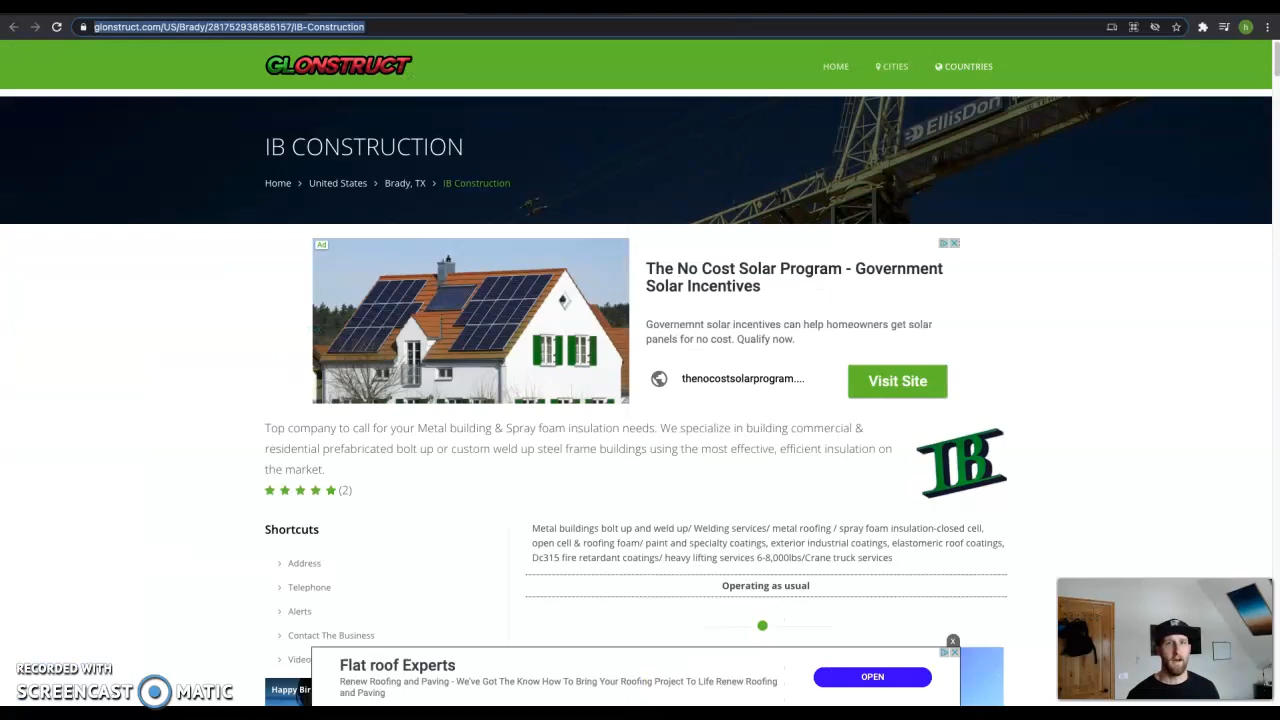 glonstruct.com/US/Brady/281752938585157/IB-Construction
h
GLONSTRUCT
HOME
CITIES
COUNTRIES
EllisDon
IB CONSTRUCTION
Home > United States > Brady, TX > IB Construction
Ad
The No Cost Solar Program - Government
Solar Incentives
Governemnt solar incentives can help homeowners get solar
panels for no cost. Qualify now.
thenocostsolarprogram....
Visit Site
Top company to call for your Metal building & Spray foam insulation needs. We specialize in building commercial &
residential prefabricated bolt up or custom weld up steel frame buildings using the most effective, efficient insulation on
the market.
(2)
IB
Shortcuts
Address
Telephone
Alerts
Contact The Business
Video
Happy Bir
Metal buildings bolt up and weld up/ Welding services/ metal roofing / spray foam insulation-closed cell,
open cell & roofing foam/ paint and specialty coatings, exterior industrial coatings, elastomeric roof coatings,
Dc315 fire retardant coatings/ heavy lifting services 6-8,000lbs/Crane truck services
Operating as usual
X
Flat roof Experts
Renew Roofing and Paving - We've Got The Know How To Bring Your Roofing Project To Life Renew Roofing
and Paving
OPEN
RECORDED WITH
SCREENCAST MATIC